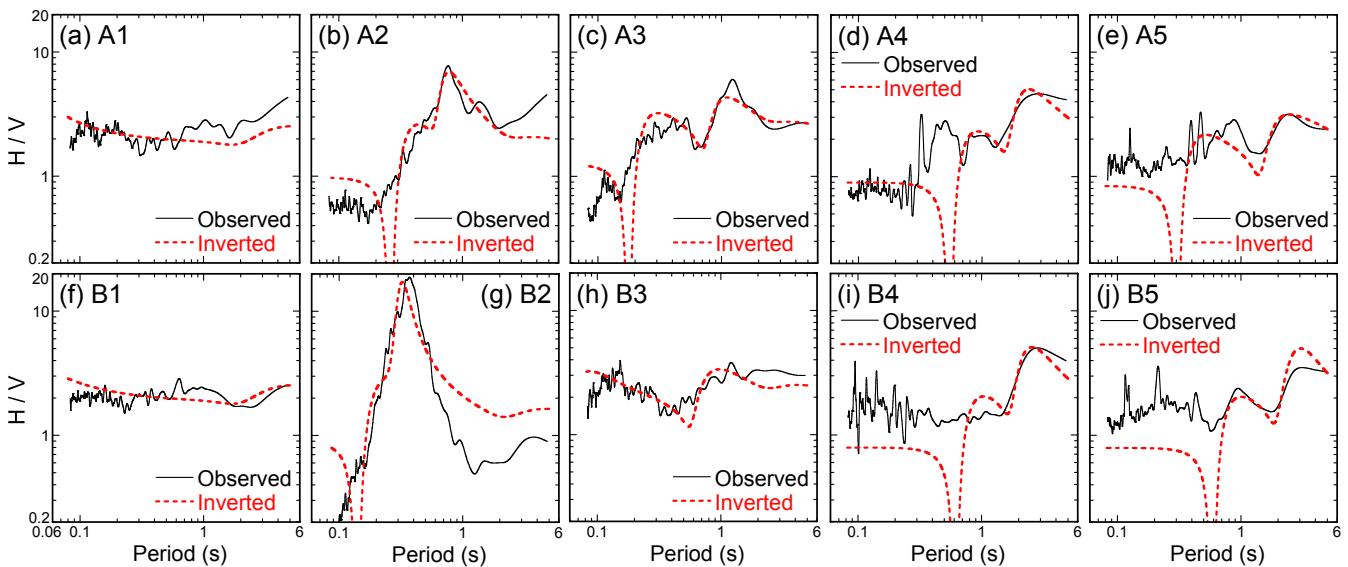 20
10
1
0.2
H / V
(a) A1
Observed
Inverted
(b) A2
Observed
Inverted
(c) A3
Observed
Inverted
(d) A4
Observed
Inverted
(e) A5
Observed
Inverted
20
10
1
0.2
H / V
(f) B1
Observed
Inverted
(g) B2
Observed
Inverted
(h) B3
Observed
Inverted
(i) B4
Observed
Inverted
(j) B5
Observed
Inverted
0.06 0.1 1 6
0.1 1 6
0.1 1 6
0.1 1 6
0.1 1 6
Period (s)
Period (s)
Period (s)
Period (s)
Period (s)